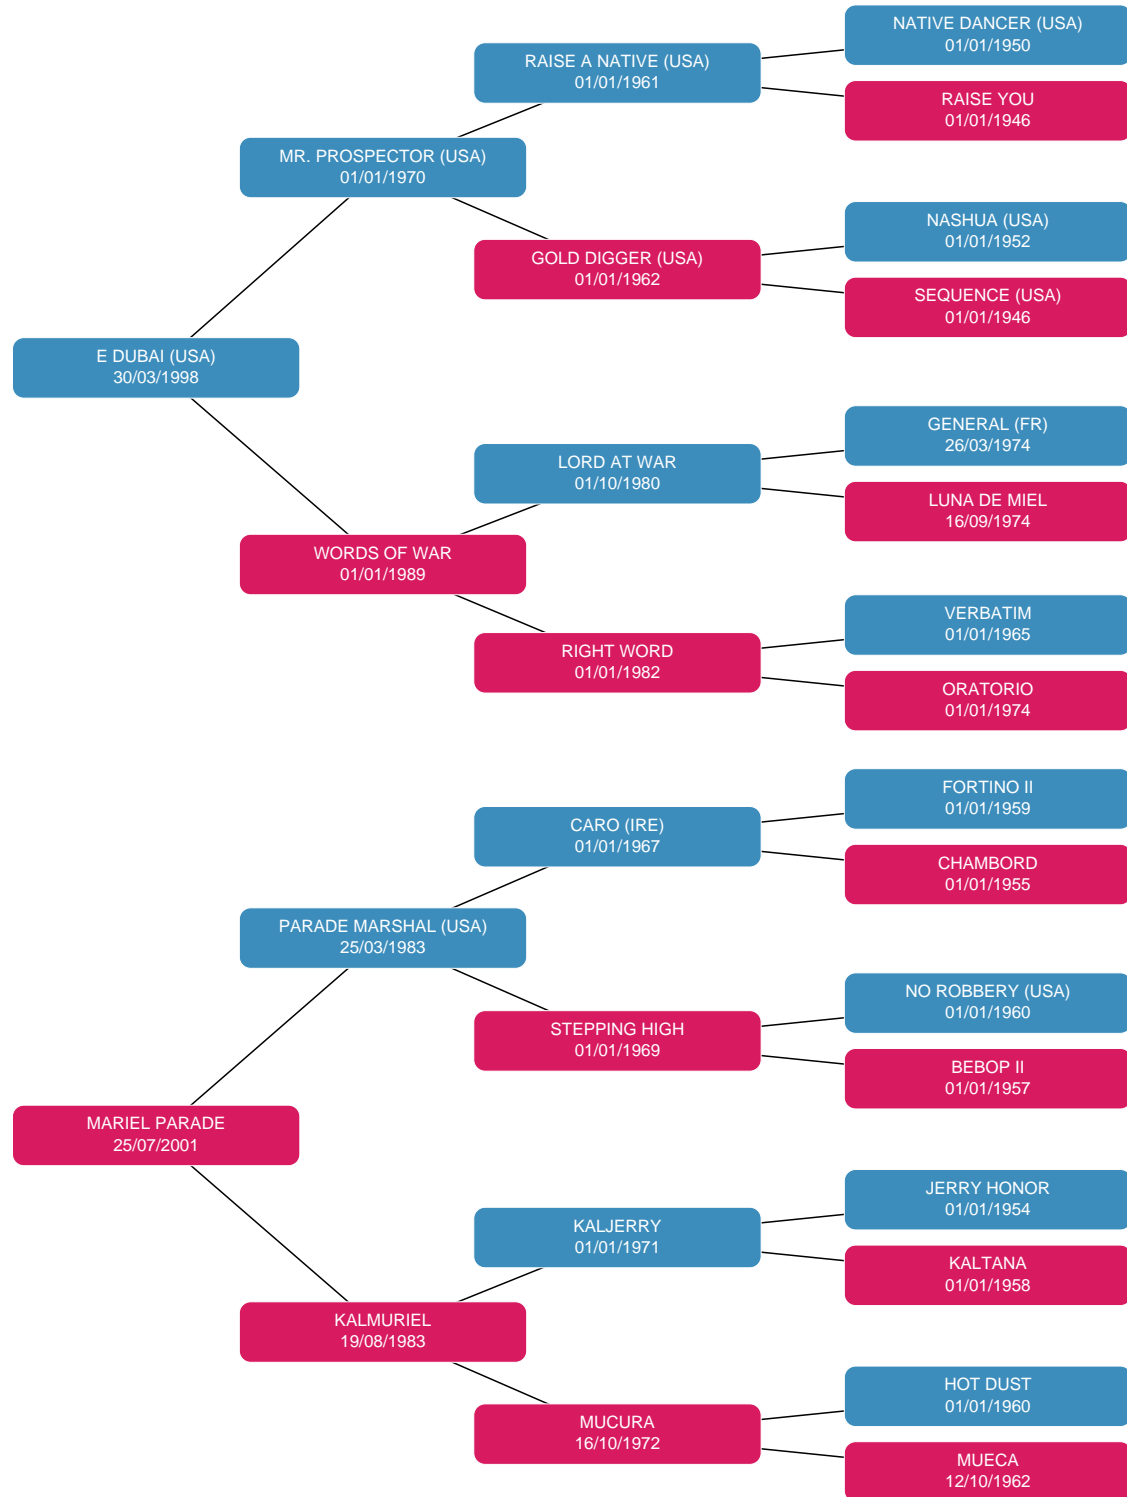 NATIVE DANCER (USA)
01/01/1950
RAISE A NATIVE (USA)
01/01/1961
RAISE YOU
01/01/1946
MR. PROSPECTOR (USA)
01/01/1970
NASHUA (USA)
01/01/1952
GOLD DIGGER (USA)
01/01/1962
SEQUENCE (USA)
01/01/1946
E DUBAI (USA)
30/03/1998
GENERAL (FR)
26/03/1974
LORD AT WAR
01/10/1980
LUNA DE MIEL
16/09/1974
WORDS OF WAR
01/01/1989
VERBATIM
01/01/1965
RIGHT WORD
01/01/1982
ORATORIO
01/01/1974
FORTINO II
01/01/1959
CARO (IRE)
01/01/1967
CHAMBORD
01/01/1955
PARADE MARSHAL (USA)
25/03/1983
NO ROBBERY (USA)
01/01/1960
STEPPING HIGH
01/01/1969
BEBOP II
01/01/1957
MARIEL PARADE
25/07/2001
JERRY HONOR
01/01/1954
KALJERRY
01/01/1971
KALTANA
01/01/1958
KALMURIEL
19/08/1983
HOT DUST
01/01/1960
MUCURA
16/10/1972
MUECA
12/10/1962